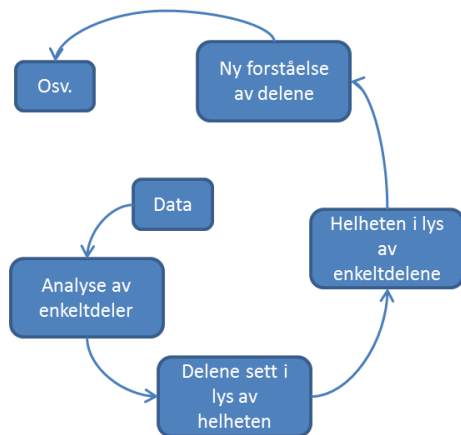 Ny forståelse
av delene
Osv.
Data
Helheten i lys
av
enkeltdelene
Analyse av
enkeltdeler
Delene sett i
lys av
helheten